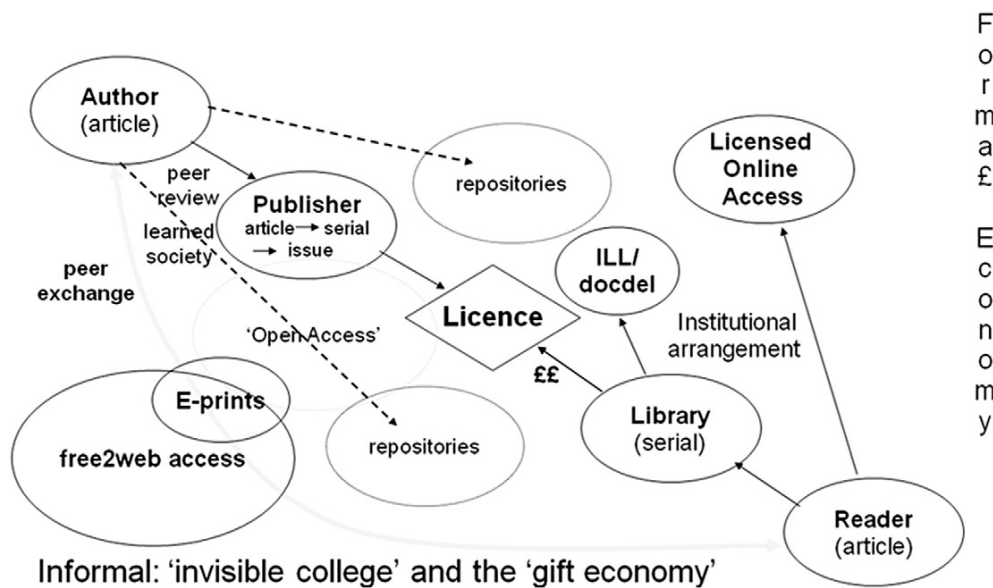 Author
(article)
peer
review
Publisher
article → serial
→ issue
learned
society
peer
exchange
repositories
Licensed
Online
Access
ILL/
docdel
Licence
'Open Access'
££
Institutional
arrangement
E-prints
free2web access
repositories
Library
(serial)
Reader
(article)
Informal: 'invisible college' and the 'gift economy'
F
o
r
m
a
£
E
c
o
n
o
m
y